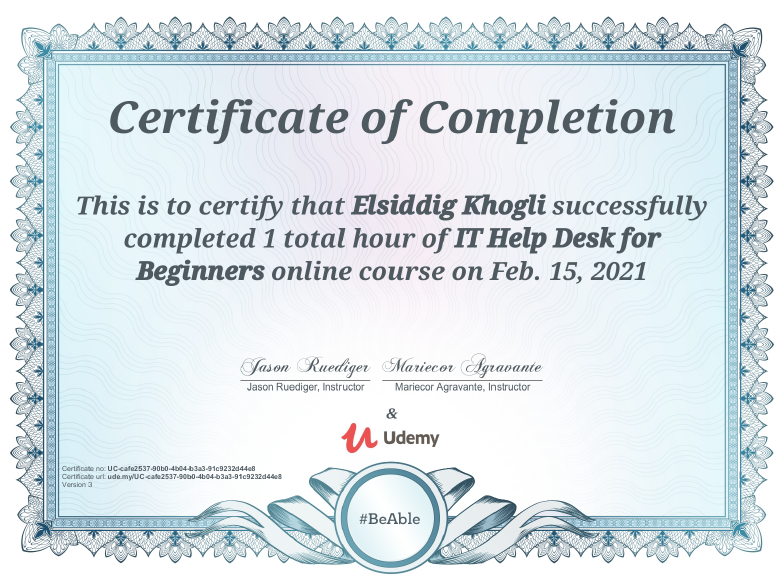 Certificate of Completion
This is to certify that Elsiddig Khogli successfully
completed 1 total hour of IT Help Desk for
Beginners online course on Feb. 15, 2021
Jason Ruediger Mariecor Agravante
Jason Ruediger, Instructor Mariecor Agravante, Instructor
&
Udemy
Certificate no: UC-cafe2537-90b0-4b04-b3a3-91c9232d44e8
Certificate url: ude.my/UC-cafe2537-90b0-4b04-b3a3-91c9232d44e8
Version 3
#BeAble